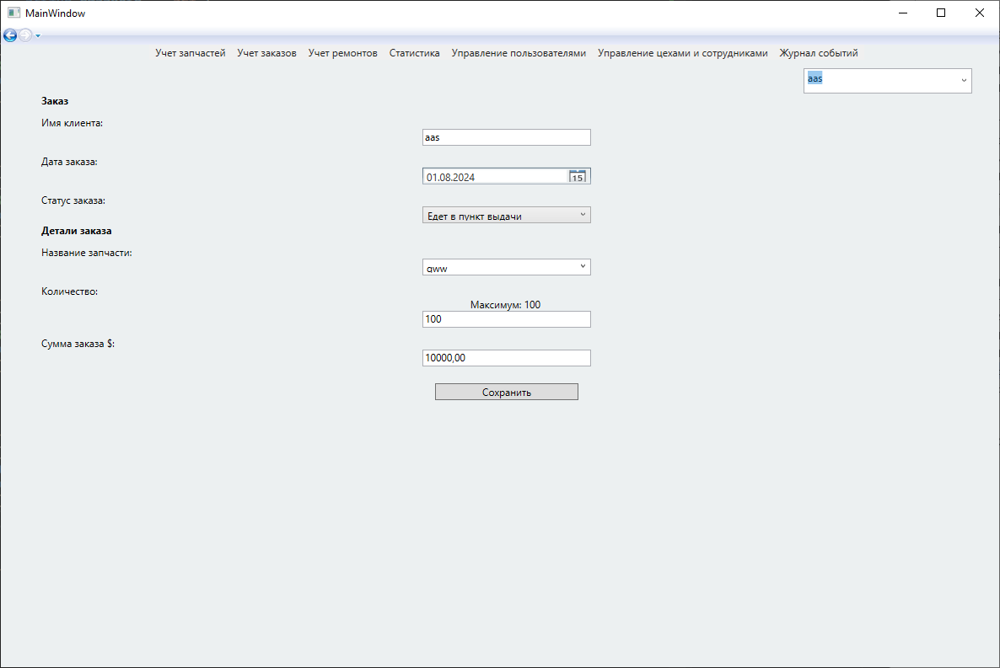 MainWindow
Учет запчастей Учет заказов Учет ремонтов Статистика Управление пользователями Управление цехами и сотрудниками Журнал событий
aas
Заказ
Имя клиента:
aas
Дата заказа:
01.08.2024 15
Статус заказа:
Едет в пункт выдачи
Детали заказа
Название запчасти:
qww
Количество:
Максимум: 100
100
Сумма заказа $:
10000,00
Сохранить